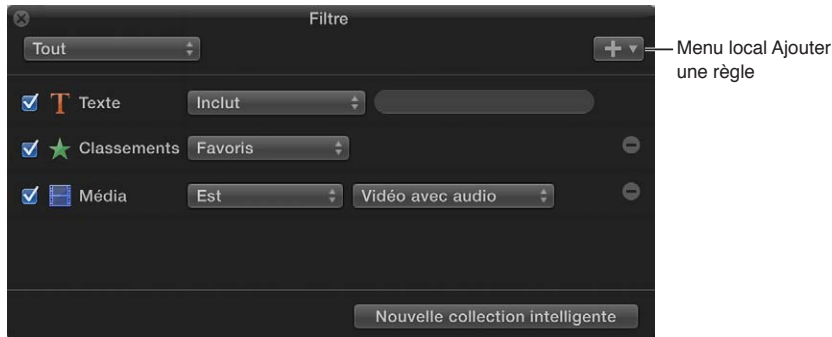 Filtre
Tout
Menu local Ajouter
une règle
Texte Inclut
Classements Favoris
Média Est Vidéo avec audio
Nouvelle collection intelligente